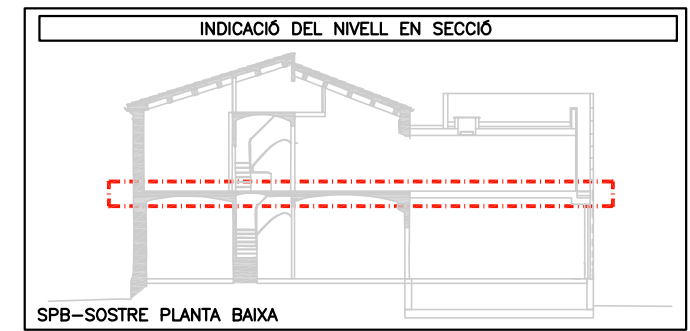 INDICACIÓ DEL NIVELL EN SECCIÓ
SPB-SOSTRE PLANTA BAIXA